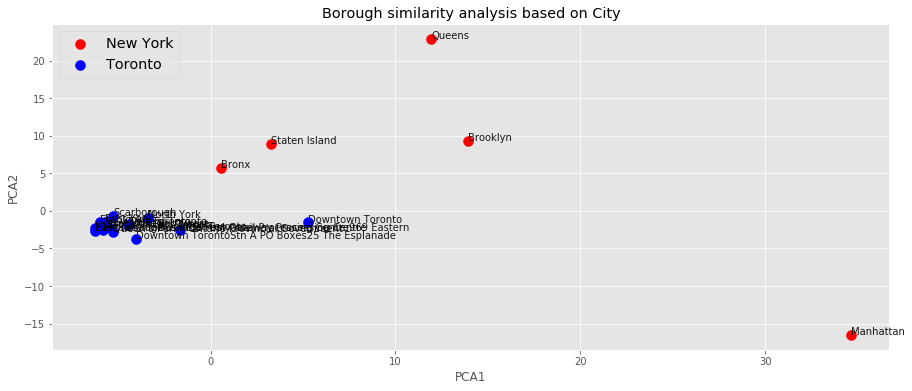 Borough similarity analysis based on City
New York
Toronto
Queens
Brooklyn
Staten Island
Bronx
Scarborough
North York
Downtown Toronto
Downtown TorontoStn A PO Boxes25 The Esplanade
Eastern
Manhattan
PCA2
20
15
10
5
0
−5
−10
−15
0
10
20
30
PCA1